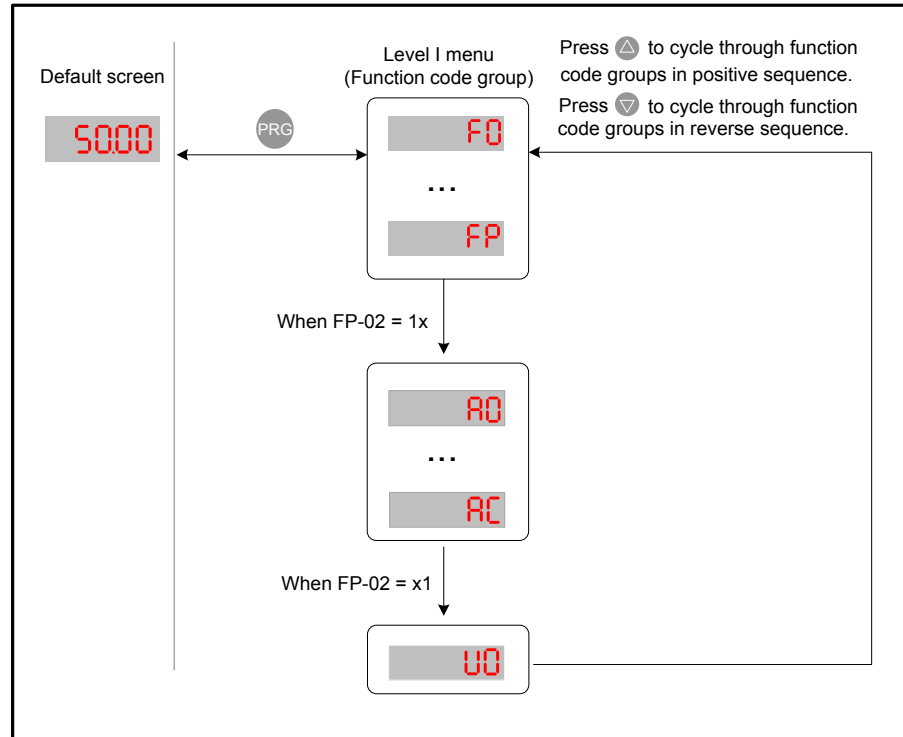 Default screen
50.00
PRG
Level I menu
(Function code group)
F0
...
FP
Press to cycle through function
code groups in positive sequence.
Press to cycle through function
code groups in reverse sequence.
When FP-02 = 1x
A0
...
AC
When FP-02 = x1
U0